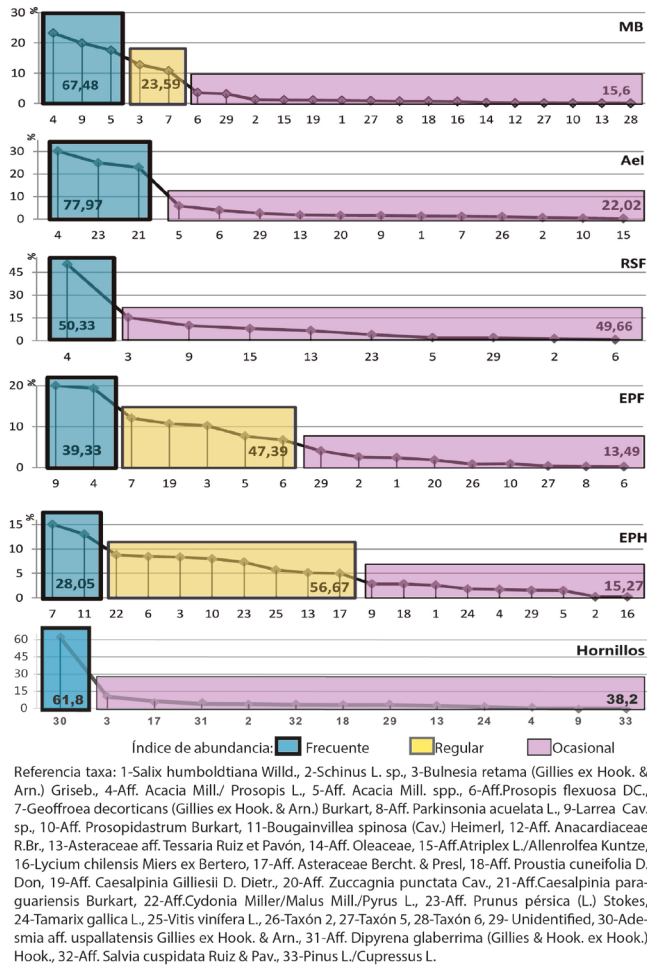 %
30
20
10
0
MB
67,48
23,59
15,6
4 9 5 3 7 6 29 2 15 19 1 27 8 18 16 14 12 27 10 13 28
%
30
20
10
0
AeI
77,97
22,02
4 23 21 5 6 29 13 20 9 1 7 26 2 10 15
%
45
30
15
0
RSF
50,33
49,66
4 3 9 15 13 23 5 29 2 6
%
20
10
0
EPF
39,33
47,39
13,49
9 4 7 19 3 5 6 29 2 1 20 26 10 27 8 6
%
15
10
5
0
EPH
28,05
56,67
15,27
7 11 22 6 3 10 23 25 13 17 9 18 1 24 4 29 5 2 16
%
60
45
30
15
0
Hornillos
61,8
38,2
30 3 17 31 2 32 18 29 13 24 4 9 33
Índice de abundancia: Frecuente Regular Ocasional
Referencia taxa: 1-Salix humboldtiana Willd., 2-Schinus L. sp., 3-Bulnesia retama (Gillies ex Hook. &
Arn.) Griseb., 4-Aff. Acacia Mill./ Prosopis L., 5-Aff. Acacia Mill. spp., 6-Aff.Prosopis flexuosa DC.,
7-Geoffroea decorticans (Gillies ex Hook. & Arn.) Burkart, 8-Aff. Parkinsonia acuelata L., 9-Larrea Cav.
sp., 10-Aff. Prosopidastrum Burkart, 11-Bougainvillea spinosa (Cav.) Heimerl, 12-Aff. Anacardiaceae
R.Br., 13-Asteraceae aff. Tessaria Ruiz et Pavón, 14-Aff. Oleaceae, 15-Aff.Atriplex L./Allenrolfea Kuntze,
16-Lycium chilensis Miers ex Bertero, 17-Aff. Asteraceae Bercht. & Presl, 18-Aff. Proustia cuneifolia D.
Don, 19-Aff. Caesalpinia Gilliesii D. Dietr., 20-Aff. Zuccagnia punctata Cav., 21-Aff.Caesalpinia para-
guariensis Burkart, 22-Aff.Cydonia Miller/Malus Mill./Pyrus L., 23-Aff. Prunus pérsica (L.) Stokes,
24-Tamarix gallica L., 25-Vitis vinífera L., 26-Taxón 2, 27-Taxón 5, 28-Taxón 6, 29- Unidentified, 30-Ade-
smia aff. uspallatensis Gillies ex Hook. & Arn., 31-Aff. Dipyrena glaberrima (Gillies & Hook. ex Hook.)
Hook., 32-Aff. Salvia cuspidata Ruiz & Pav., 33-Pinus L./Cupressus L.